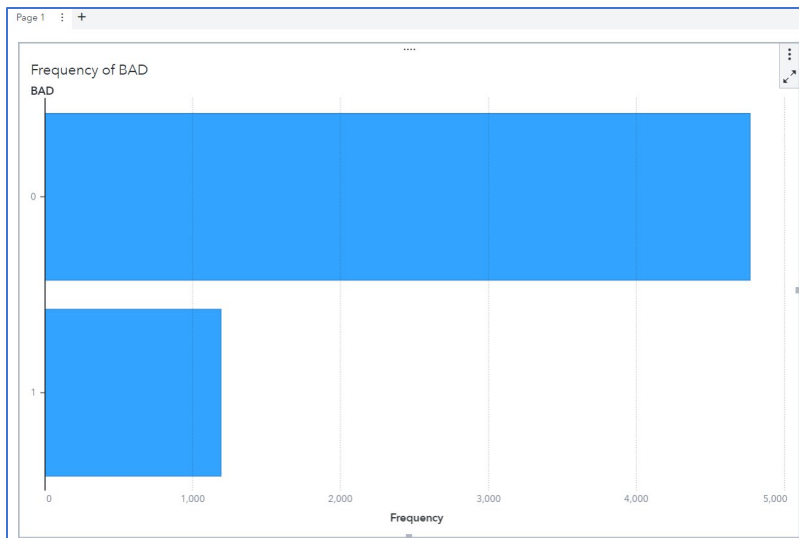 Page 1
Frequency of BAD
BAD
0
1
0 1,000 2,000 3,000 4,000 5,000
Frequency